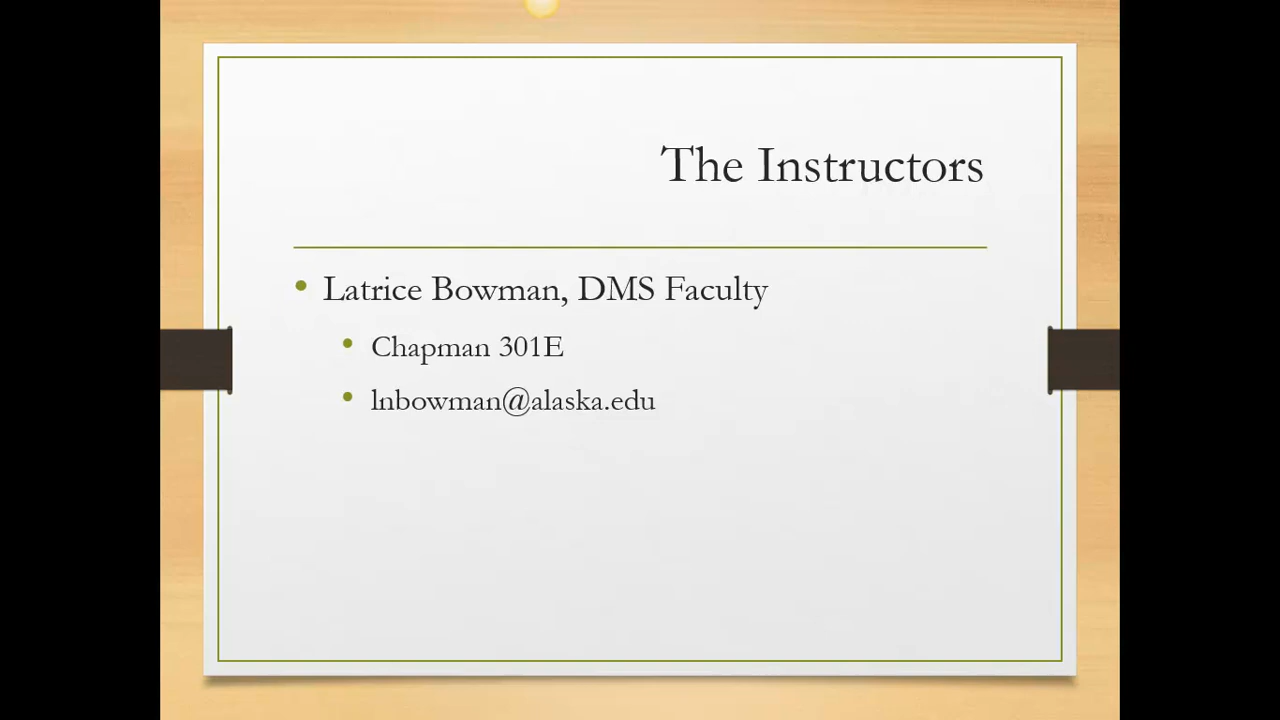 The Instructors
• Latrice Bowman, DMS Faculty
• Chapman 301E
• lnbowman@alaska.edu